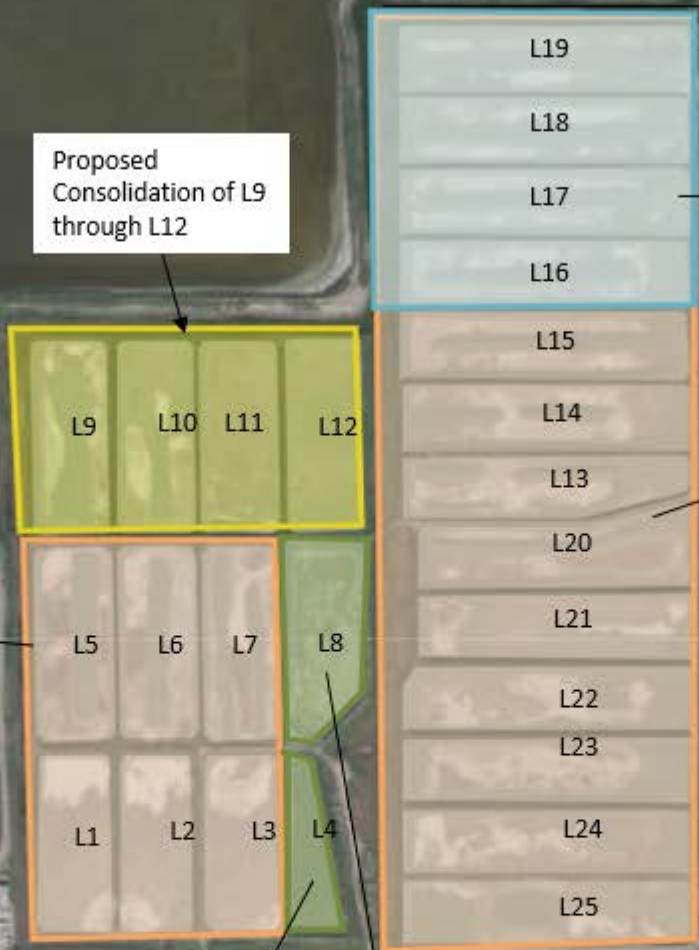 Proposed
Consolidation of L9
through L12
L19
L18
L17
L16
L15
L14
L13
L20
L21
L22
L23
L24
L25
L9 L10 L11 L12
L5 L6 L7 L8
L1 L2 L3 L4